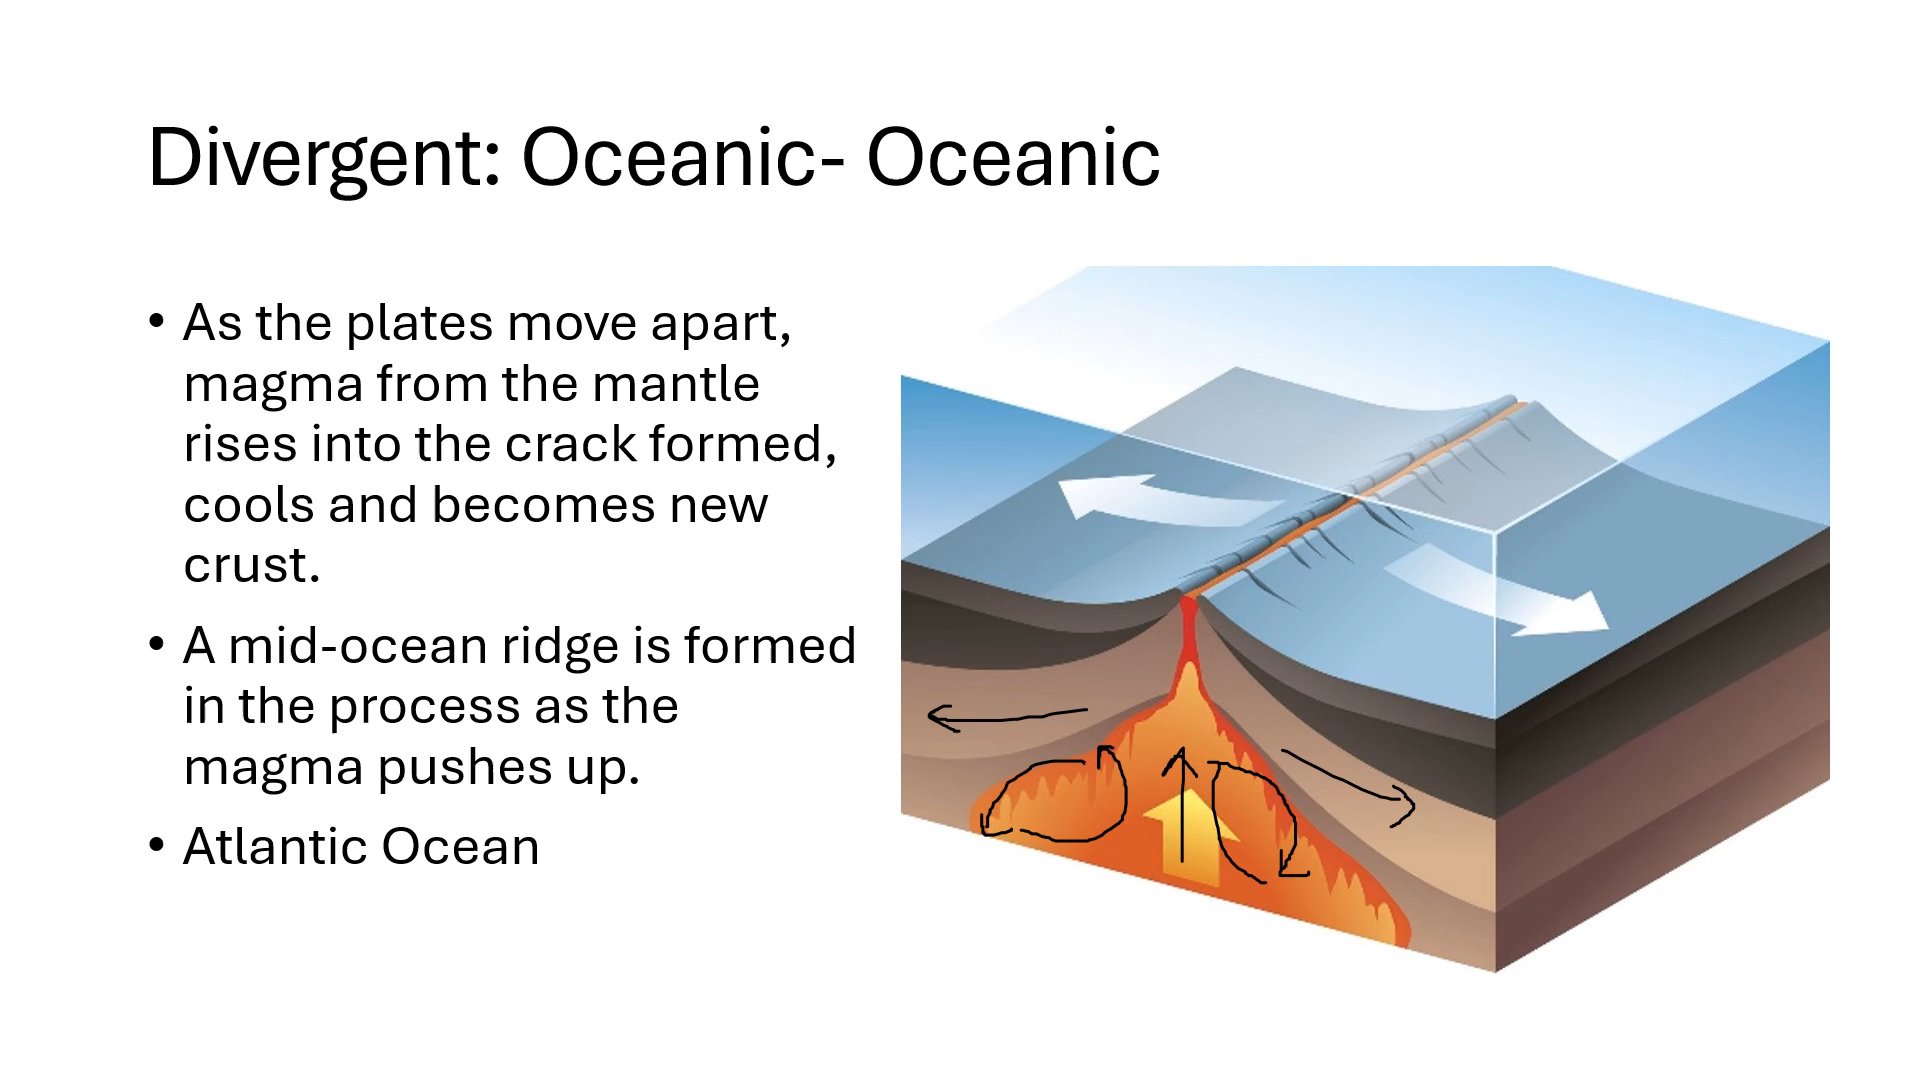 Divergent: Oceanic- Oceanic
• As the plates move apart,
magma from the mantle
rises into the crack formed,
cools and becomes new
crust.
• A mid-ocean ridge is formed
in the process as the
magma pushes up.
• Atlantic Ocean